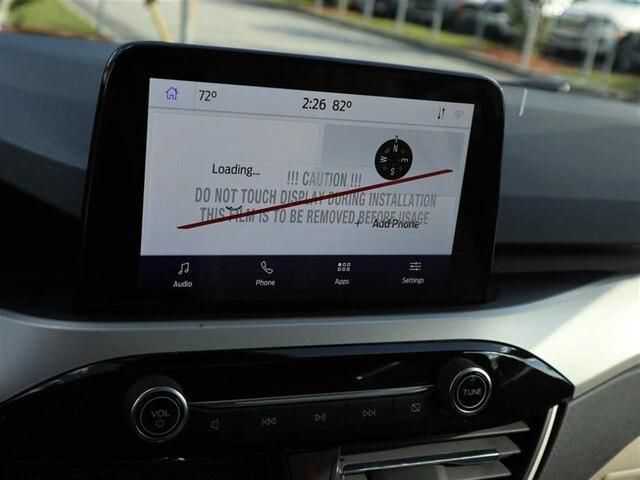 72°
2:26 82°
N
W E
S
Loading...
!!! CAUTION !!!
DO NOT TOUCH DISPLAY DURING INSTALLATION
THIS FILM IS TO BE REMOVED BEFORE USAGE
+ Add Phone
Audio Phone Apps Settings
VOL
TUNE